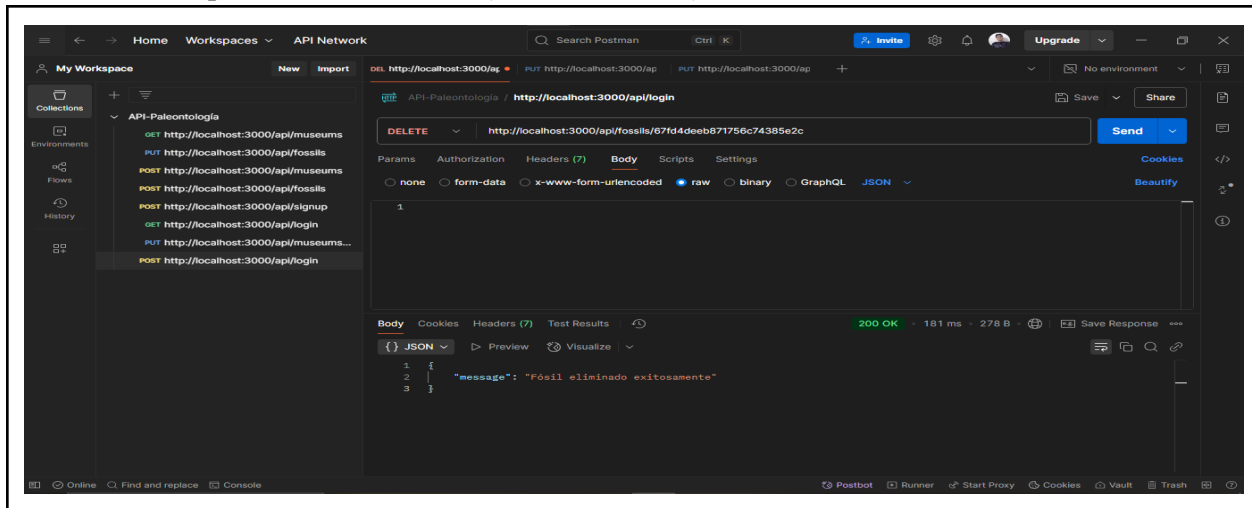 Home Workspaces API Network Search Postman Ctrl K Invite Upgrade
My Workspace New Import DEL http://localhost:3000/ap PUT http://localhost:3000/ap PUT http://localhost:3000/ap No environment
Collections
Environments
Flows
History
API-Paleontología
GET http://localhost:3000/api/museums
PUT http://localhost:3000/api/fossils
POST http://localhost:3000/api/museums
POST http://localhost:3000/api/fossils
POST http://localhost:3000/api/signup
GET http://localhost:3000/api/login
PUT http://localhost:3000/api/museums...
POST http://localhost:3000/api/login
HTTP API-Paleontología / http://localhost:3000/api/login Save Share
DELETE http://localhost:3000/api/fossils/67fd4deeb871756c74385e2c Send
Params Authorization Headers (7) Body Scripts Settings Cookies
none form-data x-www-form-urlencoded raw binary GraphQL JSON Beautify
1
Body Cookies Headers (7) Test Results 200 OK 181 ms 278 B Save Response
{} JSON Preview Visualize
1 {
2 "message": "Fósil eliminado exitosamente"
3 }
Online Find and replace Console Postbot Runner Start Proxy Cookies Vault Trash